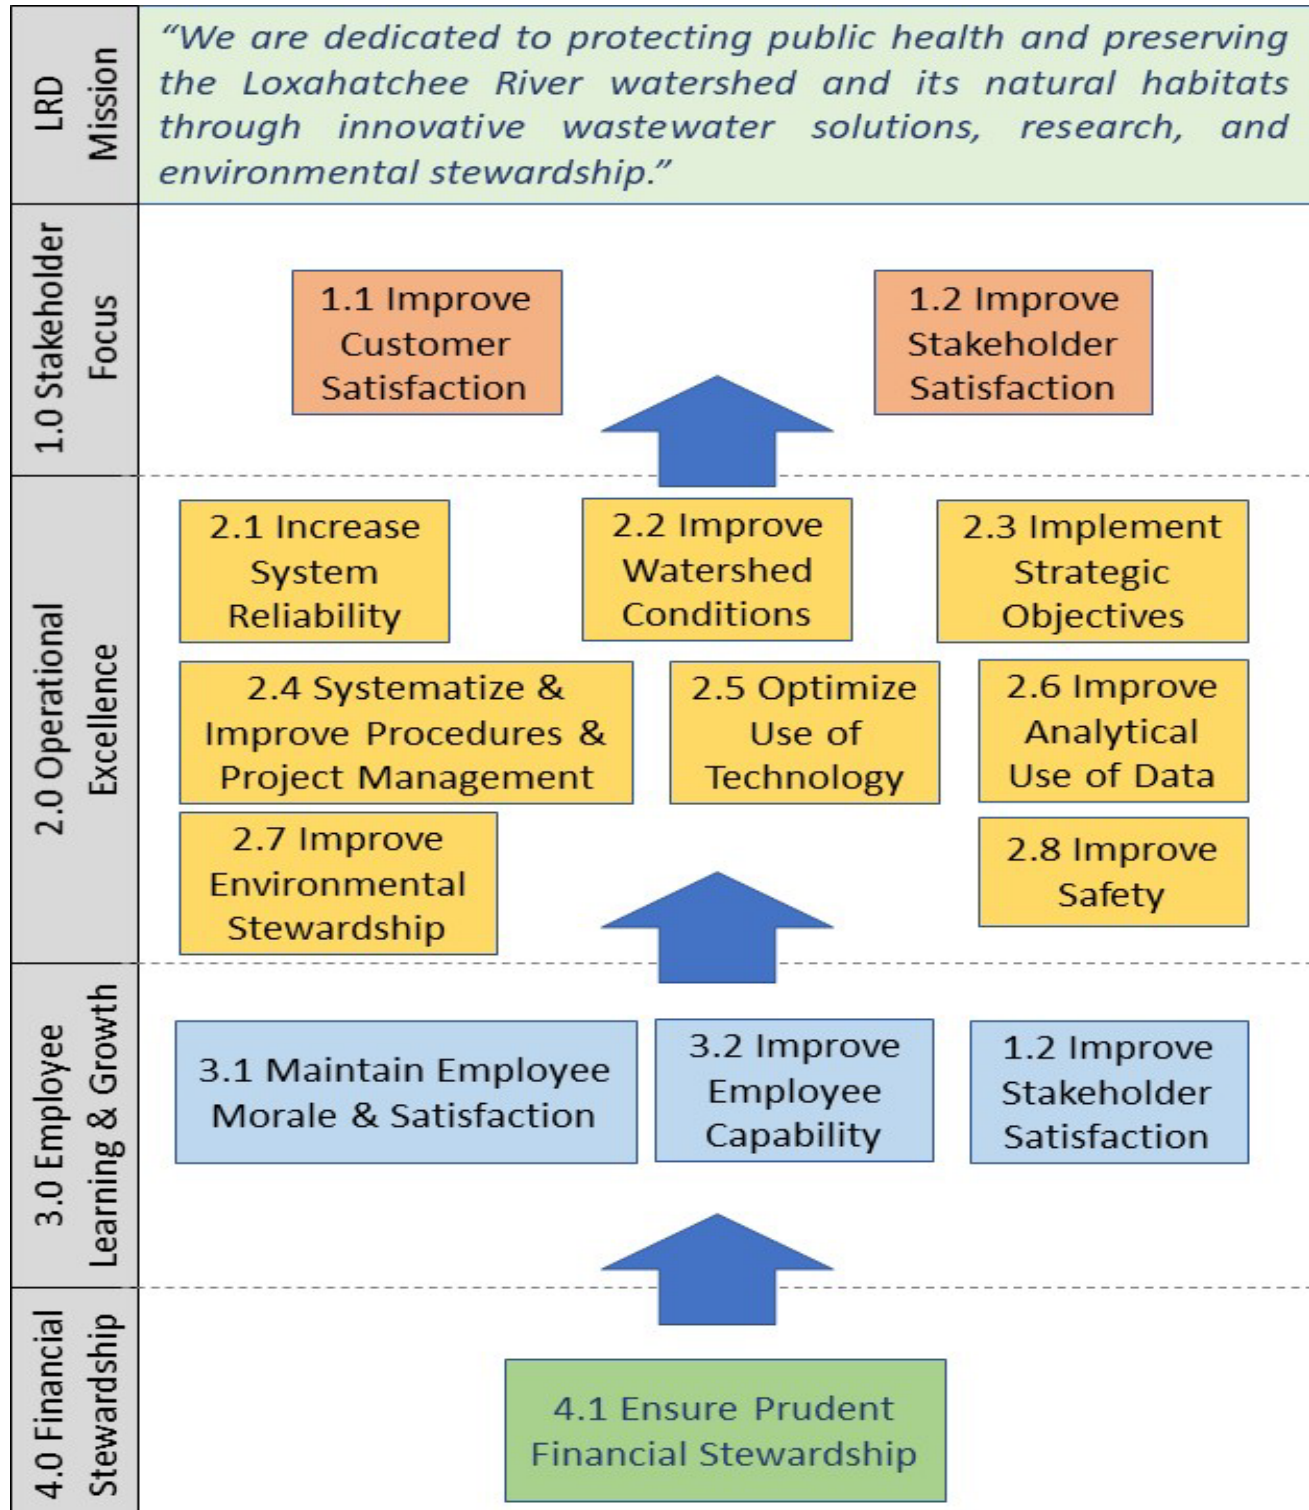 LRD
Mission
“We are dedicated to protecting public health and preserving
the Loxahatchee River watershed and its natural habitats
through innovative wastewater solutions, research, and
environmental stewardship.”
1.0 Stakeholder
Focus
1.1 Improve
Customer
Satisfaction
1.2 Improve
Stakeholder
Satisfaction
2.0 Operational
Excellence
2.1 Increase
System
Reliability
2.2 Improve
Watershed
Conditions
2.3 Implement
Strategic
Objectives
2.4 Systematize &
Improve Procedures &
Project Management
2.5 Optimize
Use of
Technology
2.6 Improve
Analytical
Use of Data
2.7 Improve
Environmental
Stewardship
2.8 Improve
Safety
3.0 Employee
Learning & Growth
3.1 Maintain Employee
Morale & Satisfaction
3.2 Improve
Employee
Capability
1.2 Improve
Stakeholder
Satisfaction
4.0 Financial
Stewardship
4.1 Ensure Prudent
Financial Stewardship